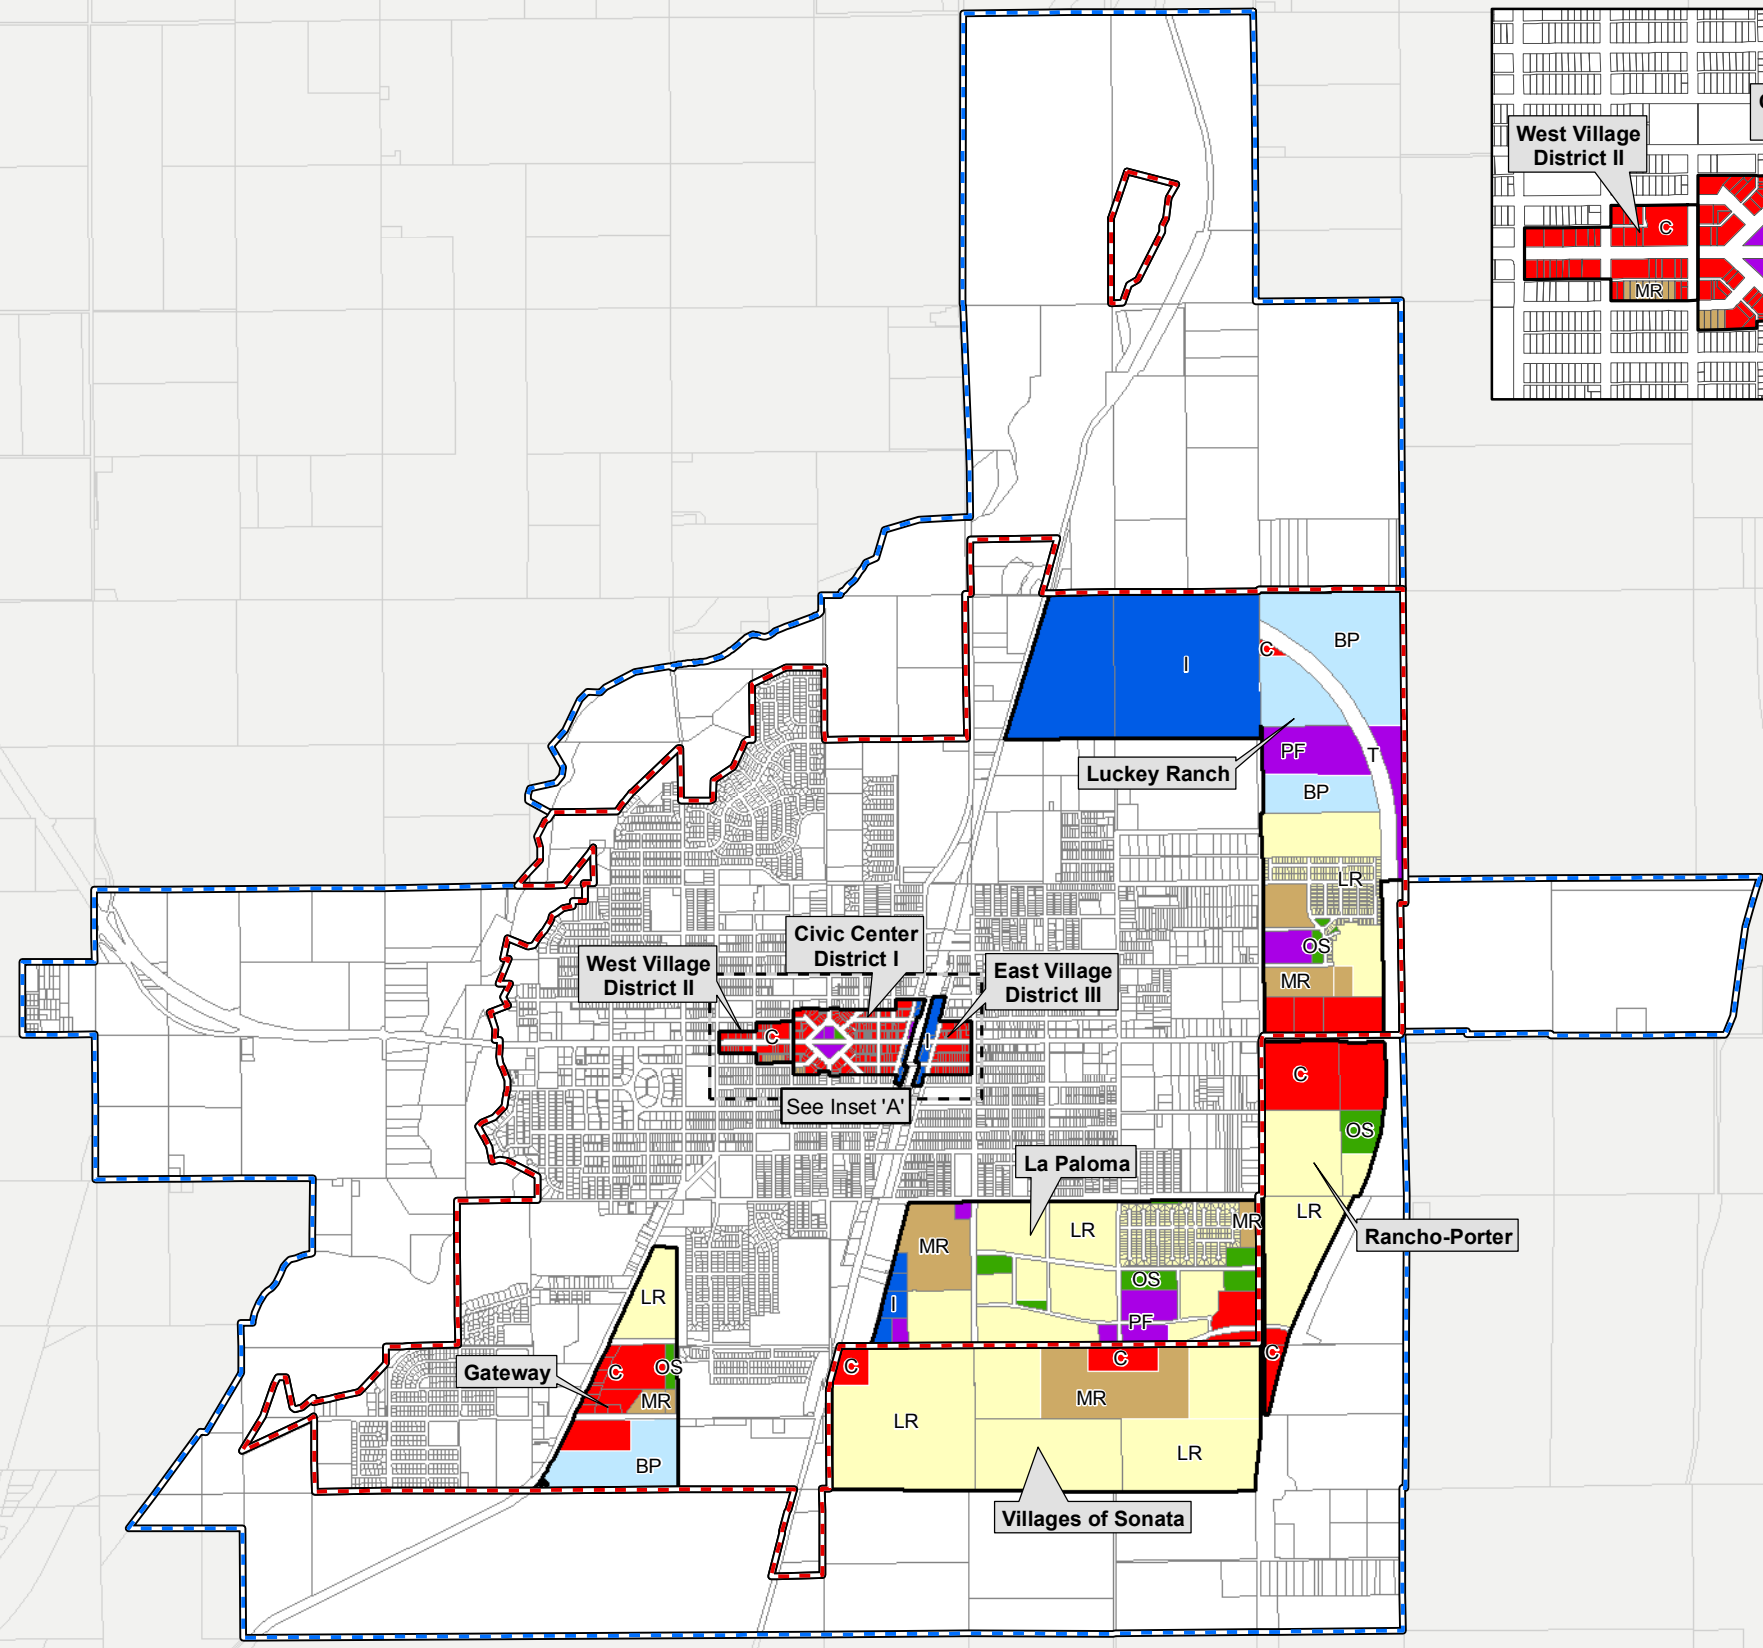 West Village
District II
C
MR
I
C
BP
PF
T
Luckey Ranch
BP
LR
OS
MR
Civic Center
District I
West Village
District II
East Village
District III
C
I
See Inset 'A'
C
OS
La Paloma
LR
Rancho-Porter
MR
LR
MR
OS
I
PF
LR
C
OS
MR
Gateway
BP
C
C
C
MR
LR
LR
Villages of Sonata